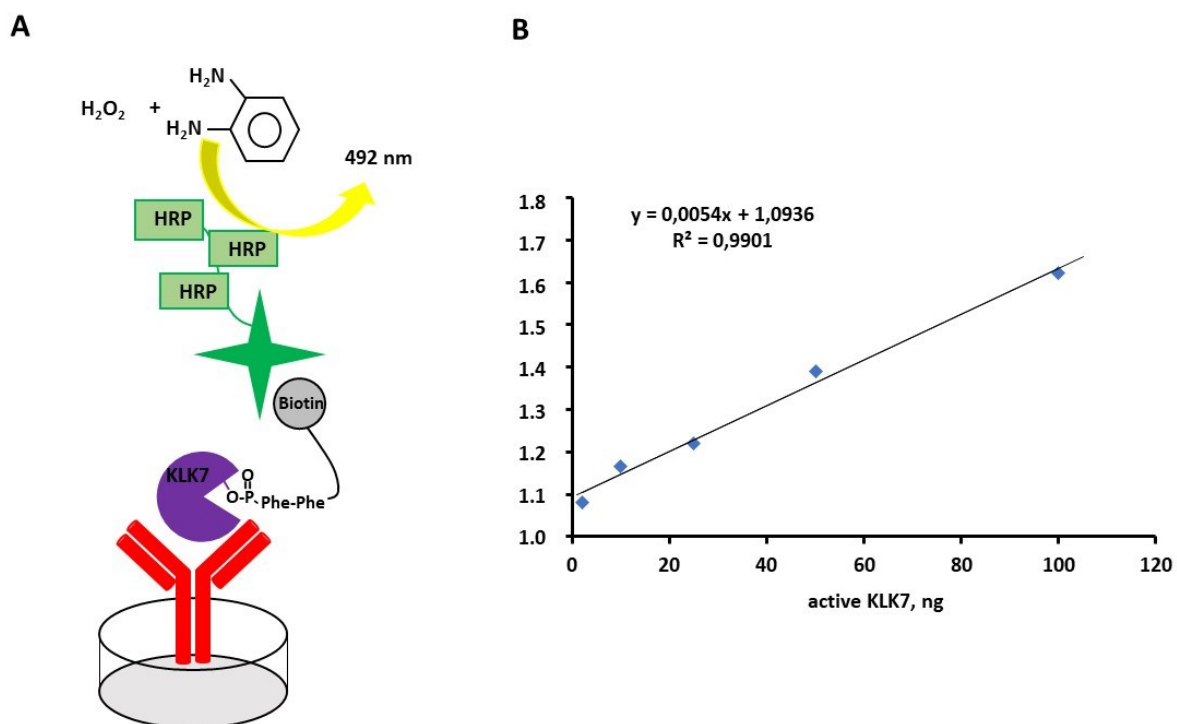 A
H₂N
H₂O₂ + H₂N
492 nm
HRP
HRP
HRP
Biotin
KLK7
O
O-P Phe-Phe
B
y = 0,0054x + 1,0936
R² = 0,9901
1.8
1.7
1.6
1.5
1.4
1.3
1.2
1.1
1.0
0 20 40 60 80 100 120
active KLK7, ng